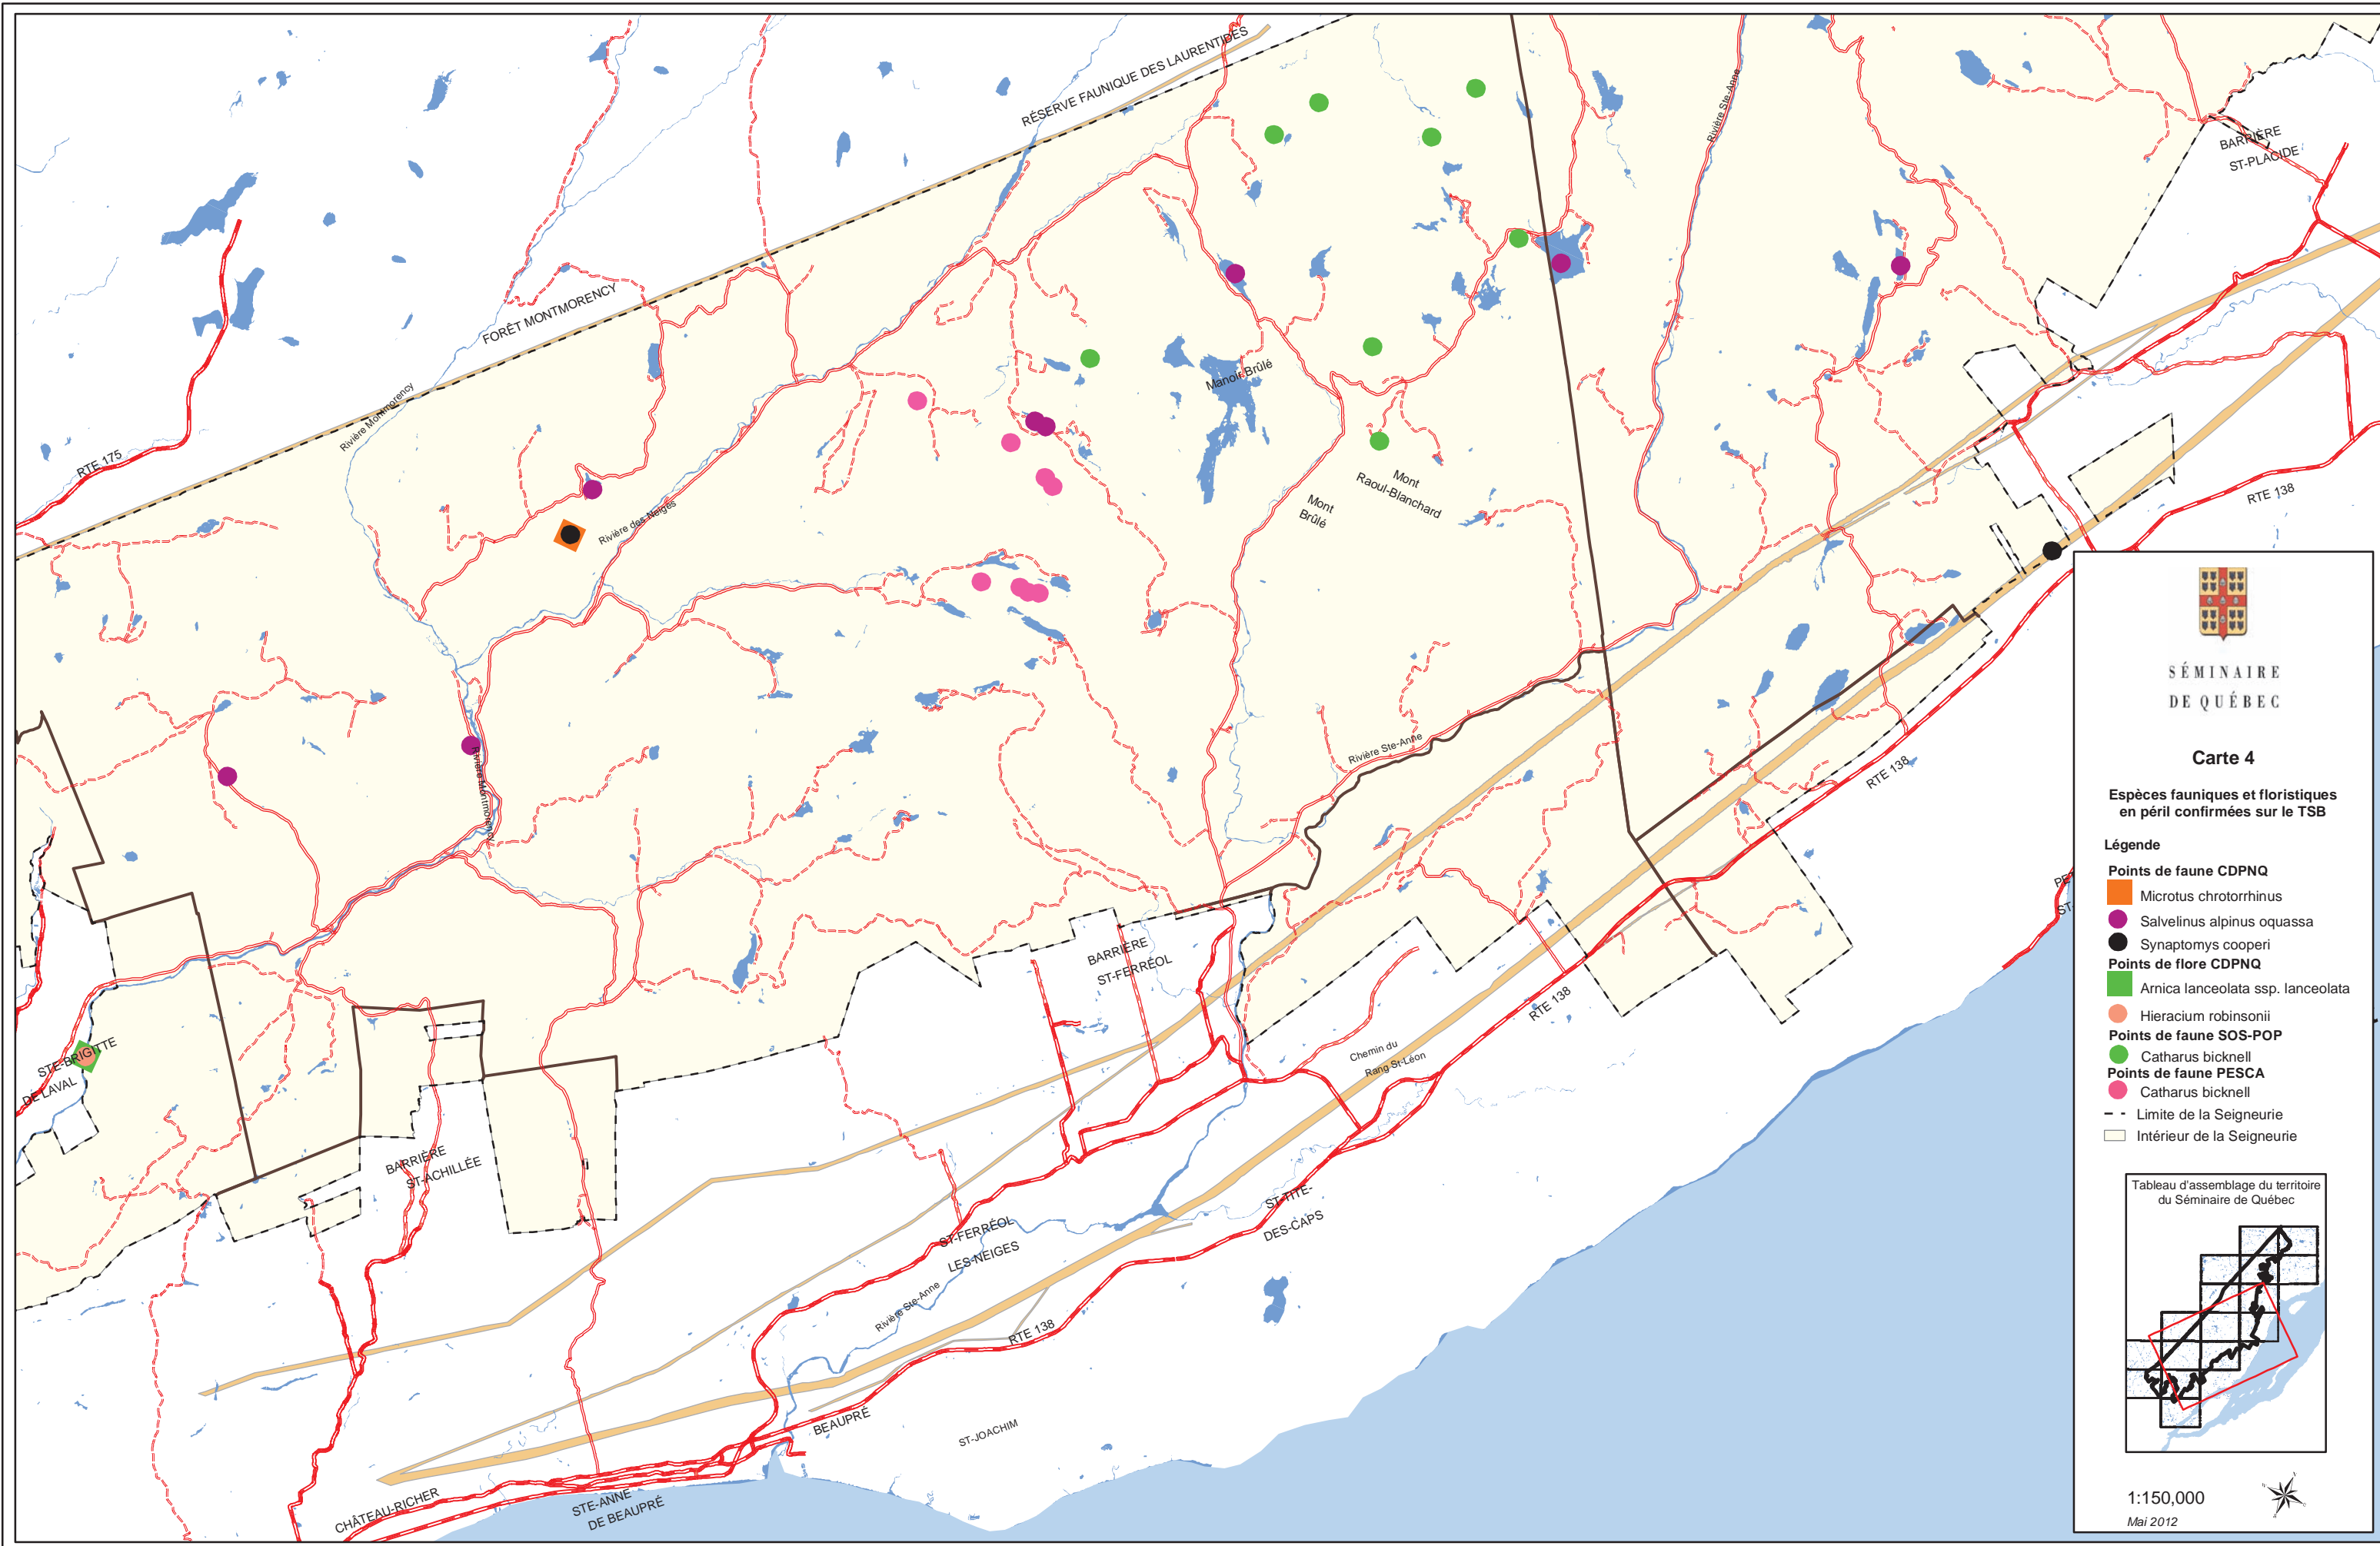 RÉSERVE FAUNIQUE DES LAURENTIDES
Rivière Ste-Anne
BARRIÈRE
ST-PLACIDE
FORÊT MONTMORENCY
Rivière Montmorency
Manoir Brûlé
RTE 175
Mont
Raoul-Blanchard
Mont
Brûlé
Rivière des Neiges
RTE 138
Rivière Montmorency
Rivière Ste-Anne
RTE 138
BARRIÈRE
ST-FERRÉOL
RTE 138
STE-BRIGITTE
DE LAVAL
Chemin du
Rang St-Léon
BARRIÈRE
ST-ACHILLÉE
ST-TITE-
DES-CAPS
ST-FERRÉOL
LES-NEIGES
Rivière Ste-Anne
RTE 138
BEAUPRÉ
ST-JOACHIM
CHÂTEAU-RICHER
STE-ANNE
DE BEAUPRÉ
SÉMINAIRE
DE QUÉBEC
Carte 4
Espèces fauniques et floristiques
en péril confirmées sur le TSB
Légende
Points de faune CDPNQ
Microtus chrotorrhinus
Salvelinus alpinus oquassa
Synaptomys cooperi
Points de flore CDPNQ
Arnica lanceolata ssp. lanceolata
Hieracium robinsonii
Points de faune SOS-POP
Catharus bicknell
Points de faune PESCA
Catharus bicknell
Limite de la Seigneurie
Intérieur de la Seigneurie
Tableau d'assemblage du territoire
du Séminaire de Québec
1:150,000
Mai 2012